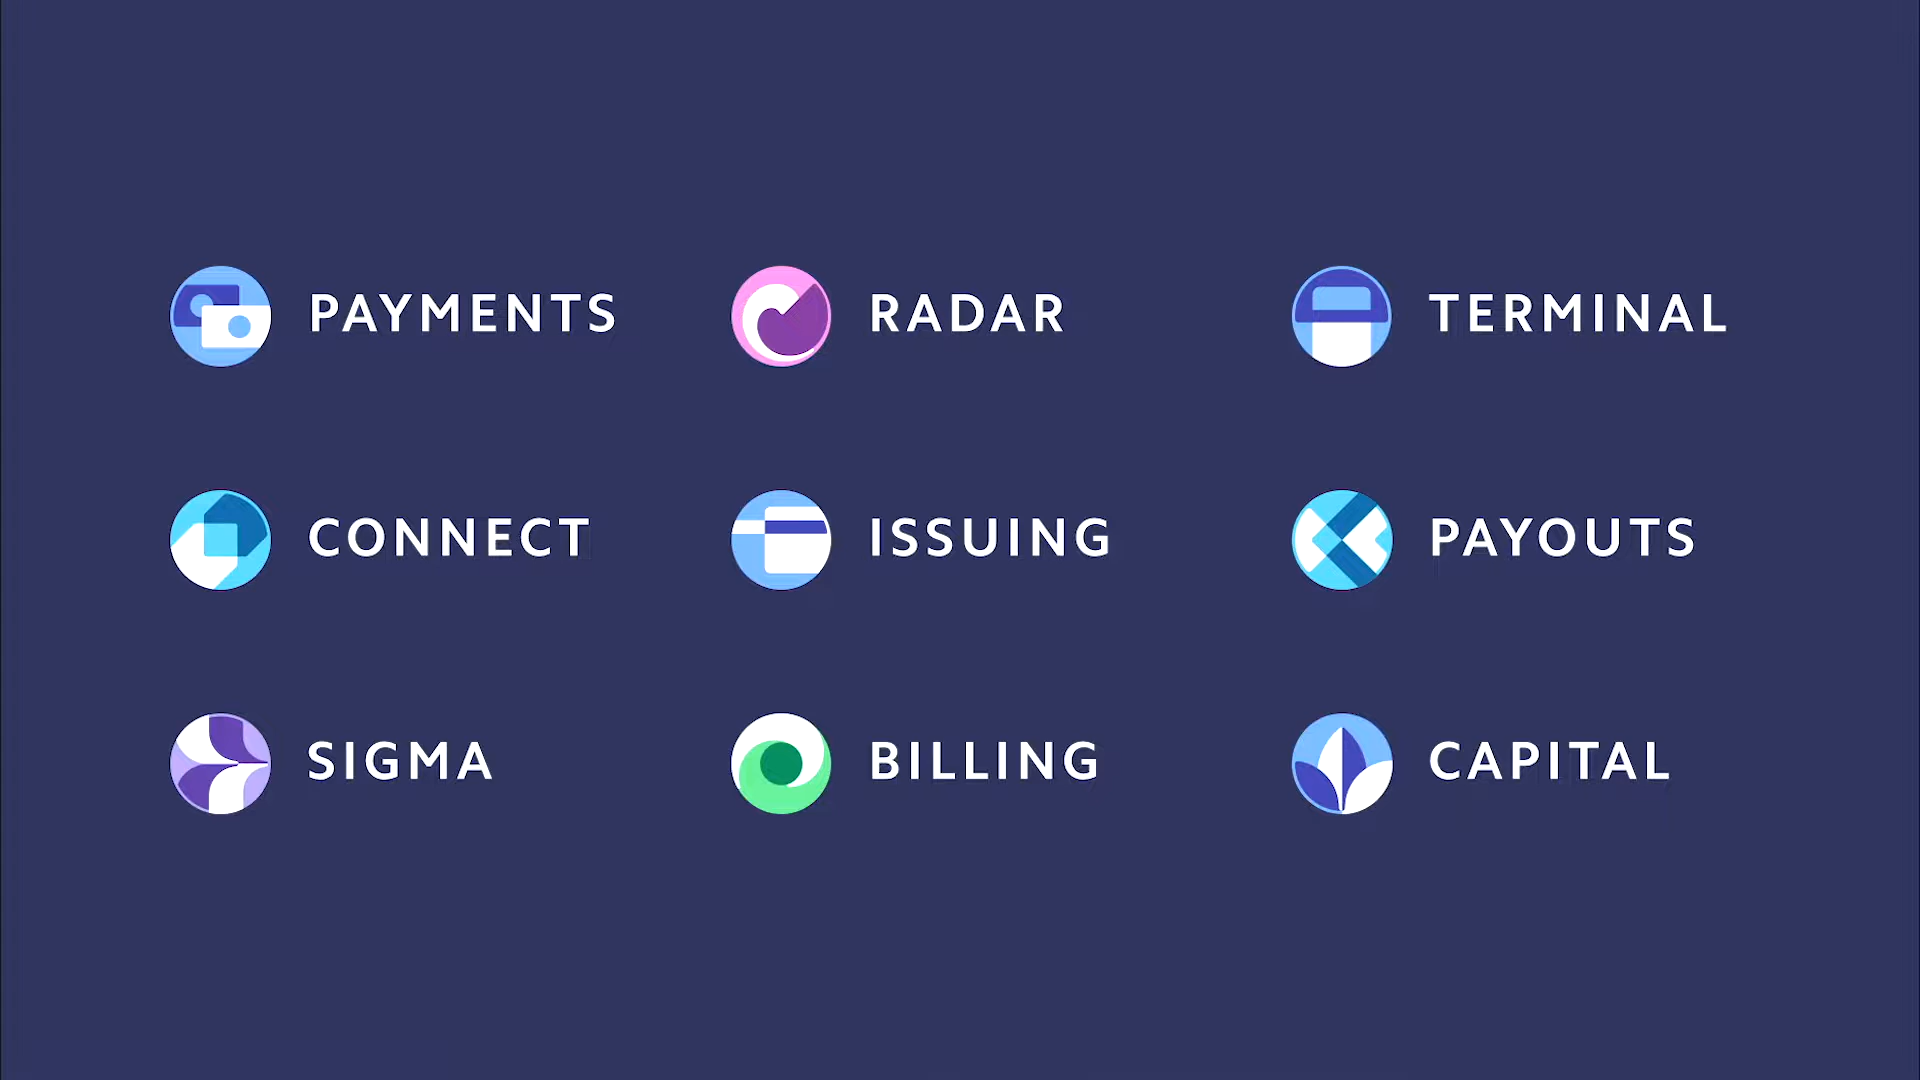 PAYMENTS
RADAR
TERMINAL
CONNECT
ISSUING
PAYOUTS
SIGMA
BILLING
CAPITAL